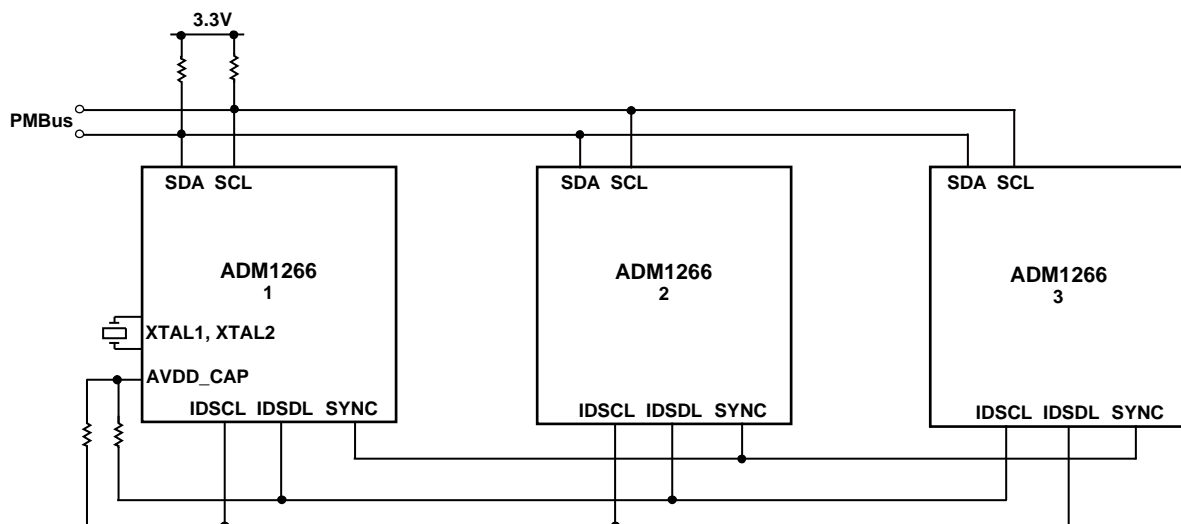 3.3V
PMBus
SDA SCL
SDA SCL
SDA SCL
ADM1266
1
ADM1266
2
ADM1266
3
XTAL1, XTAL2
AVDD_CAP
IDSCL IDSDL SYNC
IDSCL IDSDL SYNC
IDSCL IDSDL SYNC